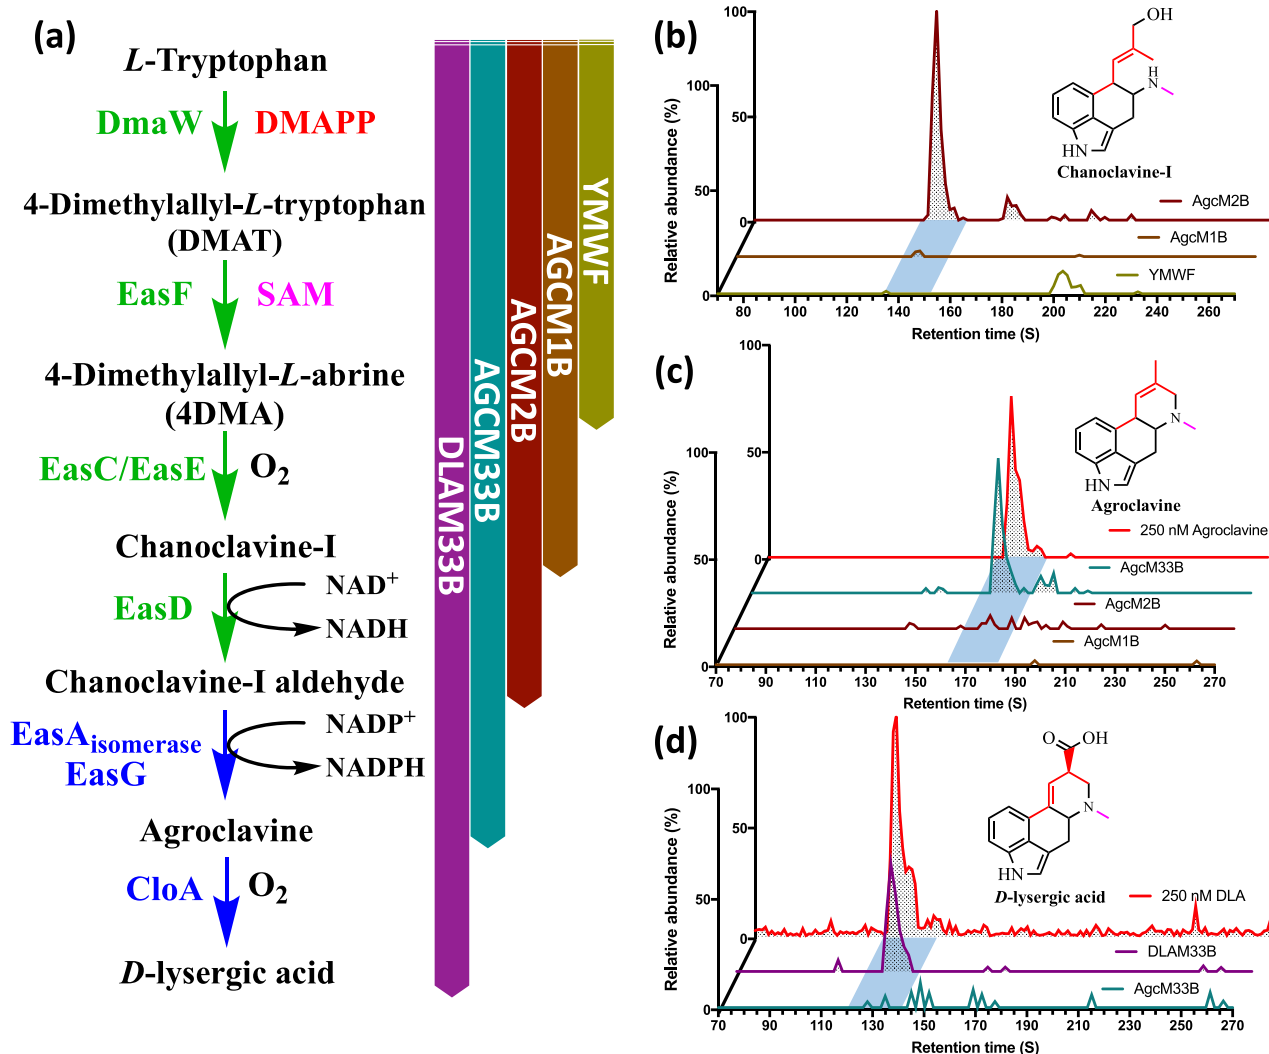 (a)
L-Tryptophan
DmaW DMAPP
4-Dimethylallyl-L-tryptophan
(DMAT)
EasF SAM
4-Dimethylallyl-L-abrine
(4DMA)
EasC/EasE O2
Chanoclavine-I
NAD+
EasD
NADH
Chanoclavine-I aldehyde
NADP+
EasAisomerase
EasG
NADPH
Agroclavine
CloA O2
D-lysergic acid
DLAM33B
AGCM33B
AGCM2B
AGCM1B
YMWF
(b)
100
100
50
50
0
0
Relative abundance (%)
OH
H
N
HN
Chanoclavine-I
AgcM2B
AgcM1B
YMWF
80 100 120 140 160 180 200 220 240 260
Retention time (S)
(c)
100
100
50
50
0
0
Relative abundance (%)
N
HN
Agroclavine
250 nM Agroclavine
AgcM33B
AgcM2B
AgcM1B
70 90 110 130 150 170 190 210 230 250 270
Retention time (S)
(d)
100
100
50
50
0
0
Relative abundance (%)
O OH
N
HN
D-lysergic acid
250 nM DLA
DLAM33B
AgcM33B
70 90 110 130 150 170 190 210 230 250 270
Retention time (S)